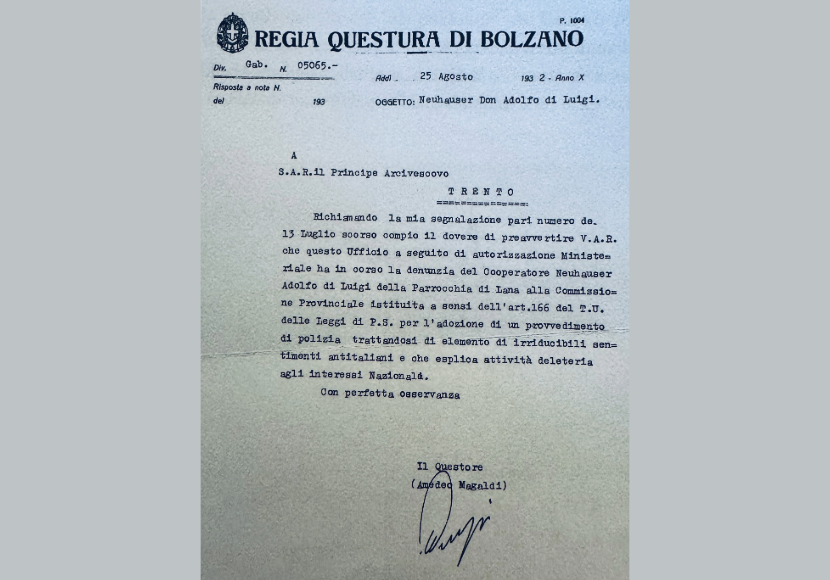 P. 1004
REGIA QUESTURA DI BOLZANO
Div. Gab. N. 05065.-
Addì 25 Agosto 1932 - Anno X
Risposta a nota N.
del 193
OGGETTO: Neuhauser Don Adolfo di Luigi.
A
S.A.R.il Principe Arcivescovo
TRENTO
===============
Richiamando la mia segnalazione pari numero de.
13 Luglio scorso compio il dovere di preavvertire V.A.R.
che questo Ufficio a seguito di autorizzazione Ministe=
riale ha in corso la denunzia del Cooperatore Neuhauser
Adolfo di Luigi della Parrocchia di Lana alla Commissio=
ne Provinciale istituita a sensi dell'art.166 del T.U.
delle Leggi di P.S. per l'adozione di un provvedimento
di polizia trattandosi di elemento di irriducibili sen=
timenti antitaliani e che esplica attività deleteria
agli interessi Nazionali.
Con perfetta osservanza
Il Questore
(Amedeo Magaldi)